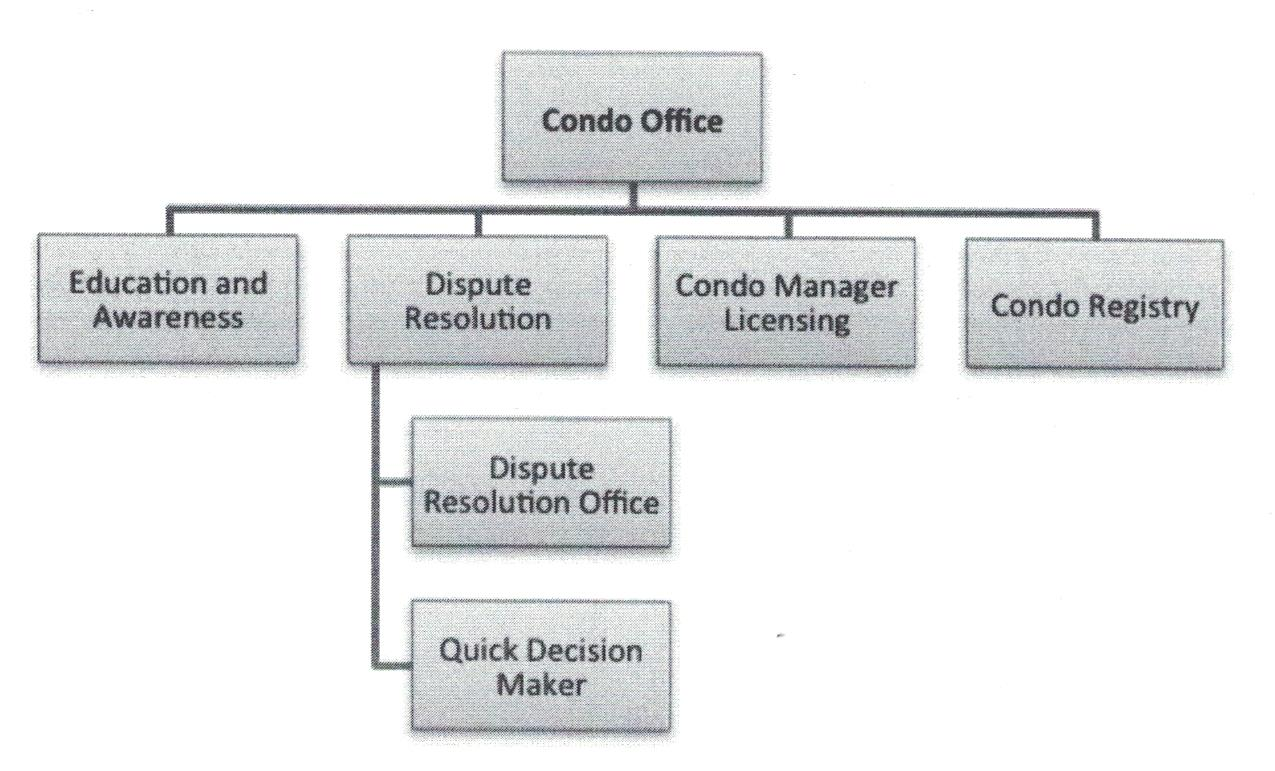 Condo Office
Education and
Awareness
Dispute
Resolution
Condo Manager
Licensing
Condo Registry
Dispute
Resolution Office
Quick Decision
Maker